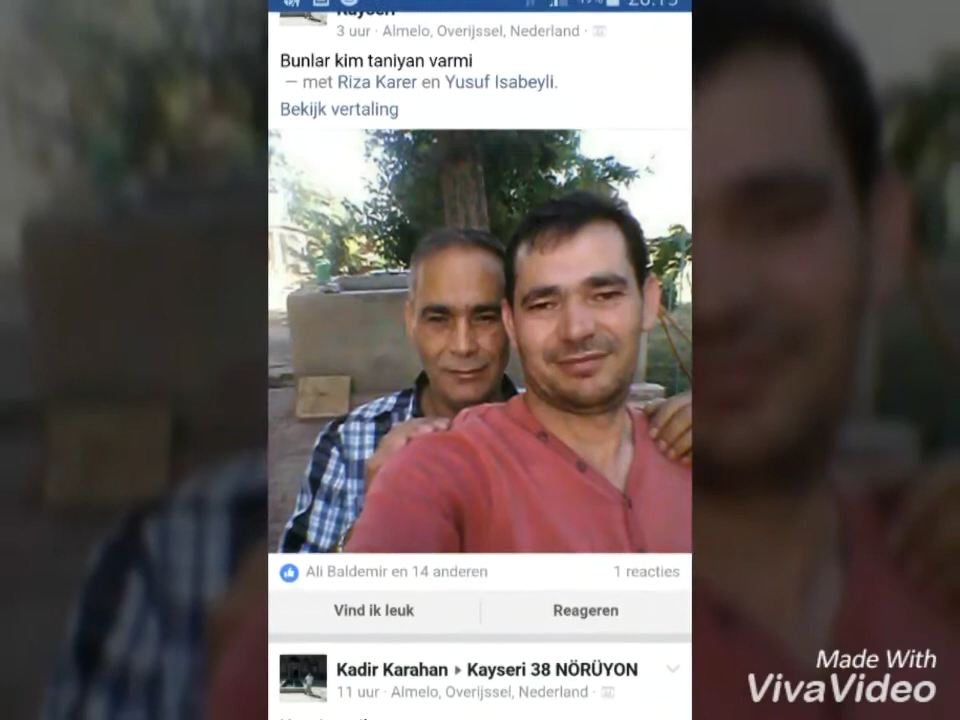 Kayseri
3 uur · Almelo, Overijssel, Nederland ·
Bunlar kim taniyan varmi
— met Riza Karer en Yusuf Isabeyli.
Bekijk vertaling
Ali Baldemir en 14 anderen
1 reacties
Vind ik leuk
Reageren
Kadir Karahan ▸ Kayseri 38 NÖRÜYON
11 uur · Almelo, Overijssel, Nederland ·
Made With
VivaVideo